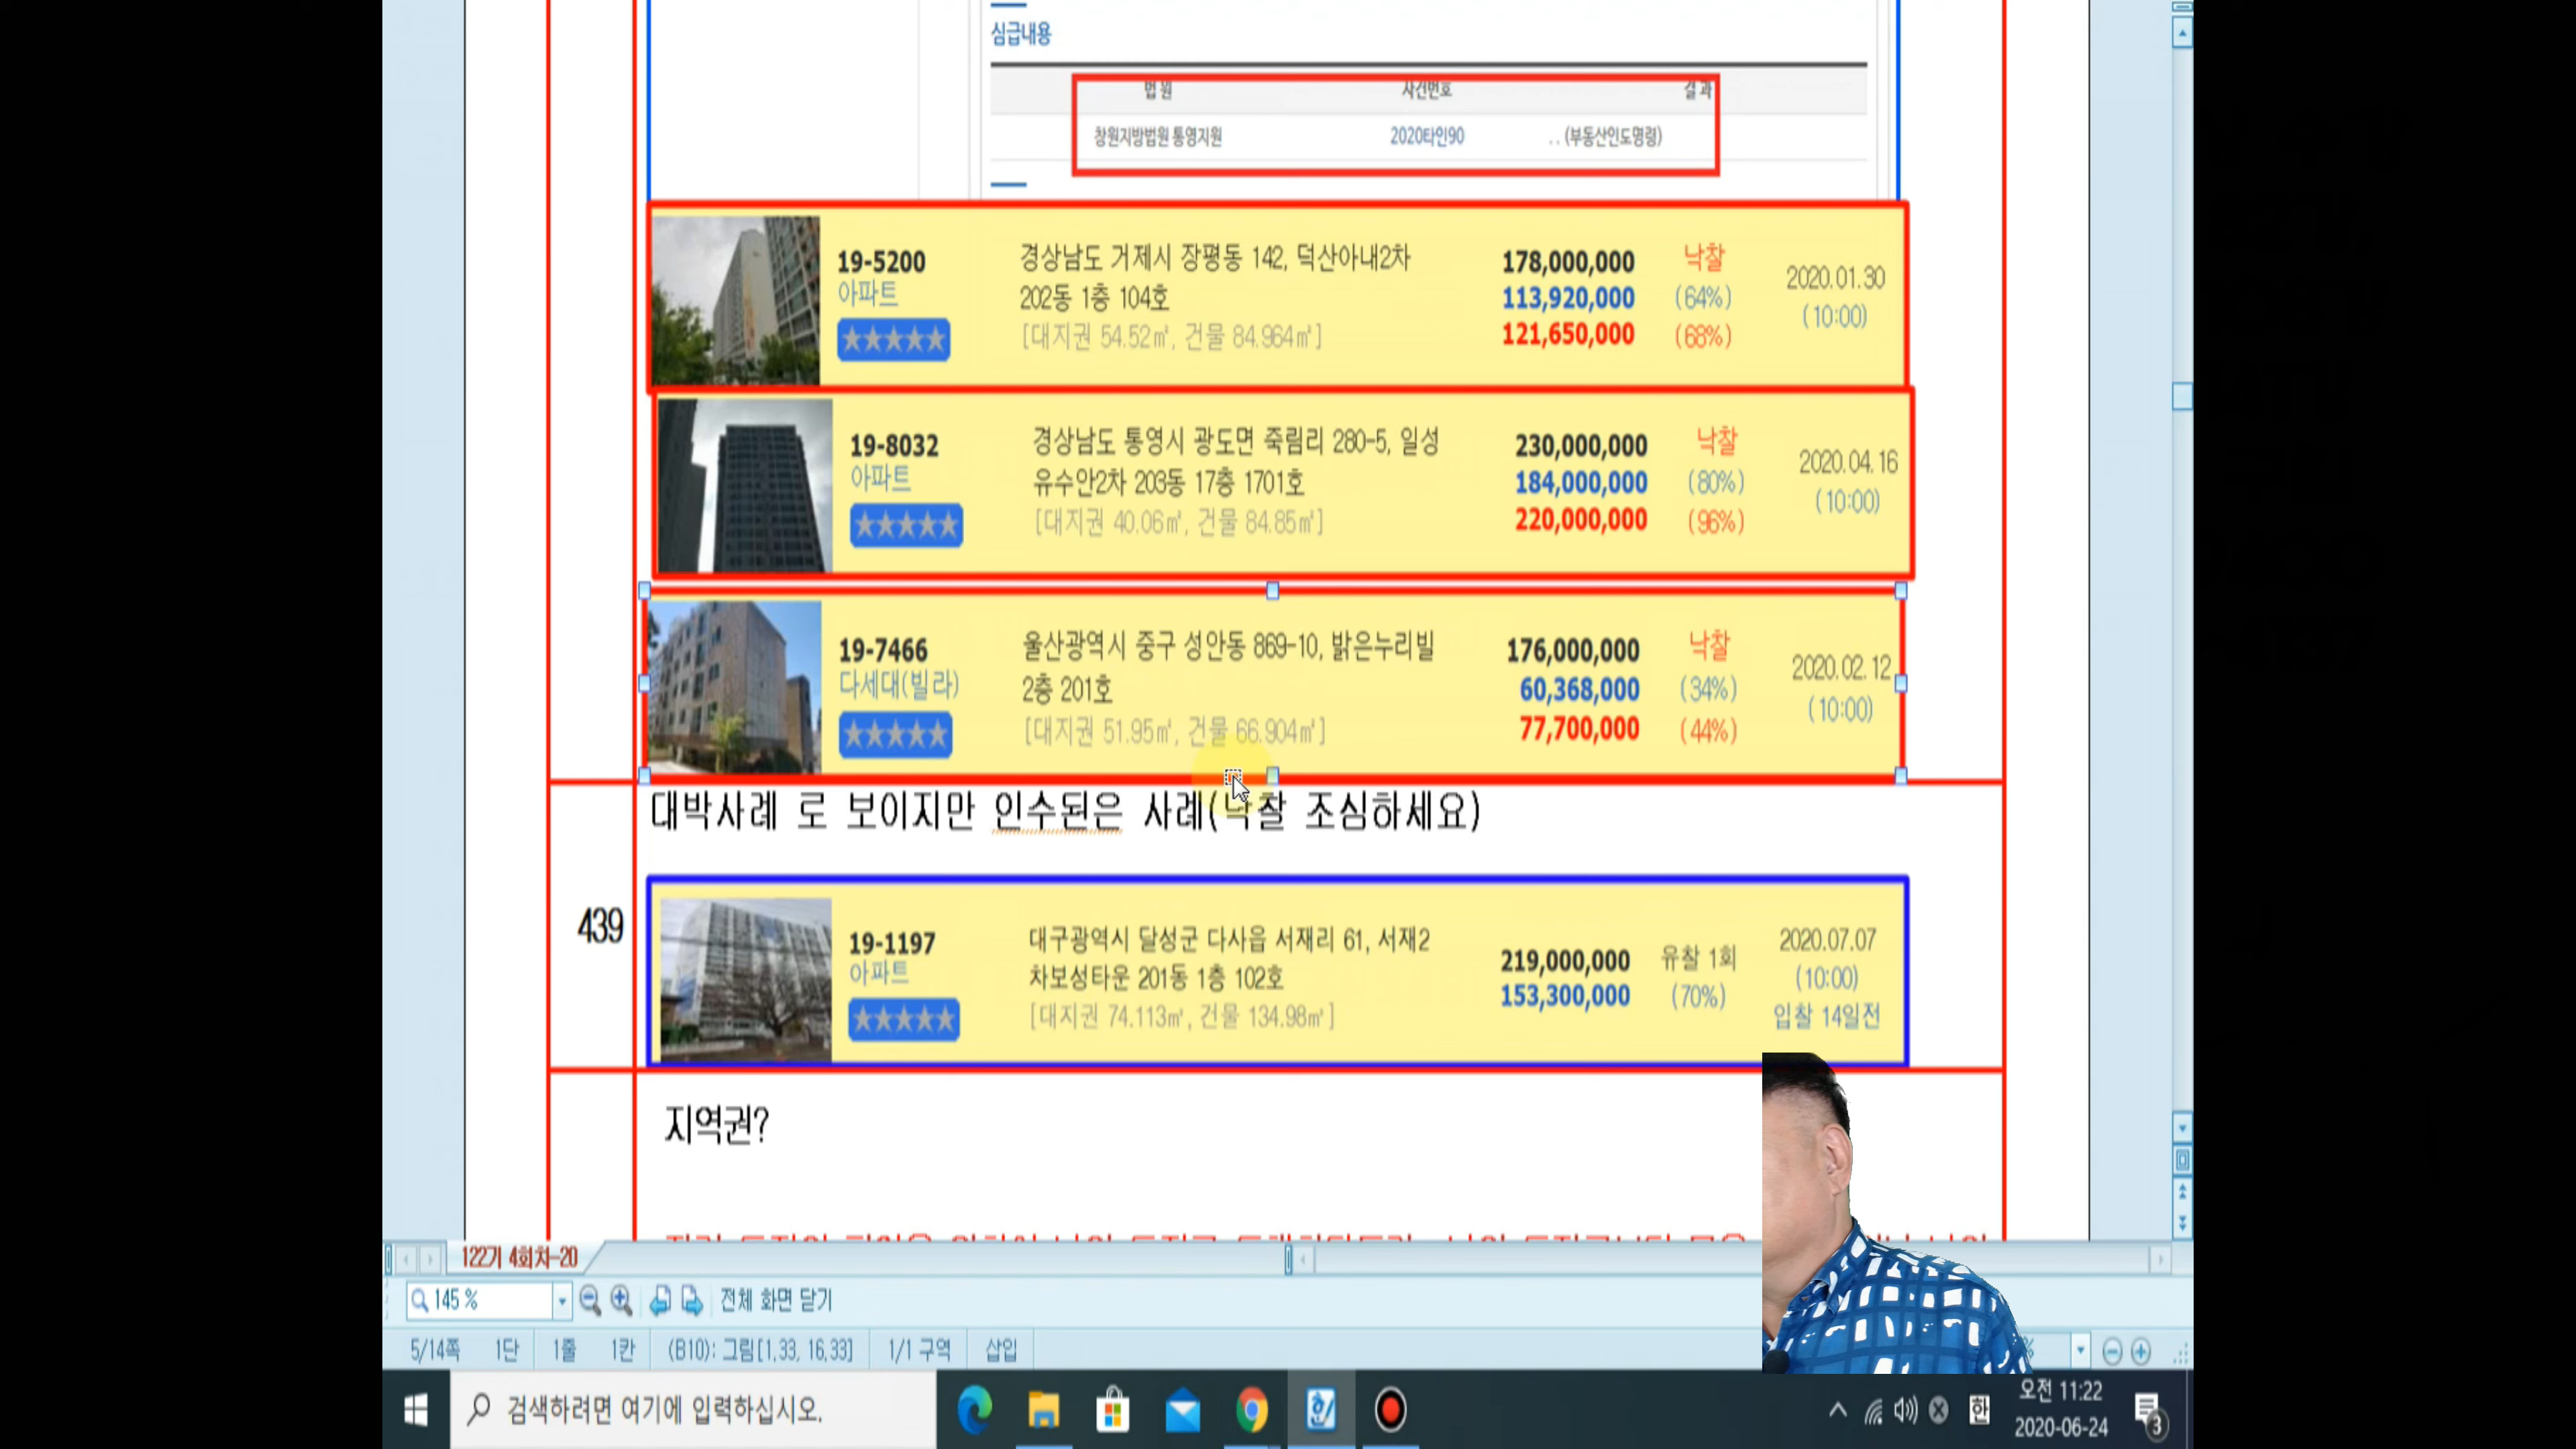 심급내용
법 원 사건번호 결 과
창원지방법원 통영지원 2020타인90 . . (부동산인도명령)
19-5200 경상남도 거제시 장평동 142, 덕산아내2차 178,000,000 낙찰 2020.01.30
아파트 202동 1층 104호 113,920,000 (64%) (10:00)
★★★★★ [대지권 54.52㎡, 건물 84.964㎡] 121,650,000 (68%)
19-8032 경상남도 통영시 광도면 죽림리 280-5, 일성 230,000,000 낙찰 2020.04.16
아파트 유수안2차 203동 17층 1701호 184,000,000 (80%) (10:00)
★★★★★ [대지권 40.06㎡, 건물 84.85㎡] 220,000,000 (96%)
19-7466 울산광역시 중구 성안동 869-10, 밝은누리빌 176,000,000 낙찰 2020.02.12
다세대(빌라) 2층 201호 60,368,000 (34%) (10:00)
★★★★★ [대지권 51.95㎡, 건물 66.904㎡] 77,700,000 (44%)
대박사례 로 보이지만 인수된은 사례(낙찰 조심하세요)
439
19-1197 대구광역시 달성군 다사읍 서재리 61, 서재2 219,000,000 유찰 1회 2020.07.07
아파트 차보성타운 201동 1층 102호 153,300,000 (70%) (10:00)
★★★★★ [대지권 74.113㎡, 건물 134.98㎡] 입찰 14일전
지역권?
122기 4회차-20
145 % 전체 화면 닫기
5/14쪽 1단 1줄 1칸 (B10): 그림[1,33, 16,33] 1/1 구역 삽입
검색하려면 여기에 입력하십시오. 한 오전 11:22
2020-06-24 3